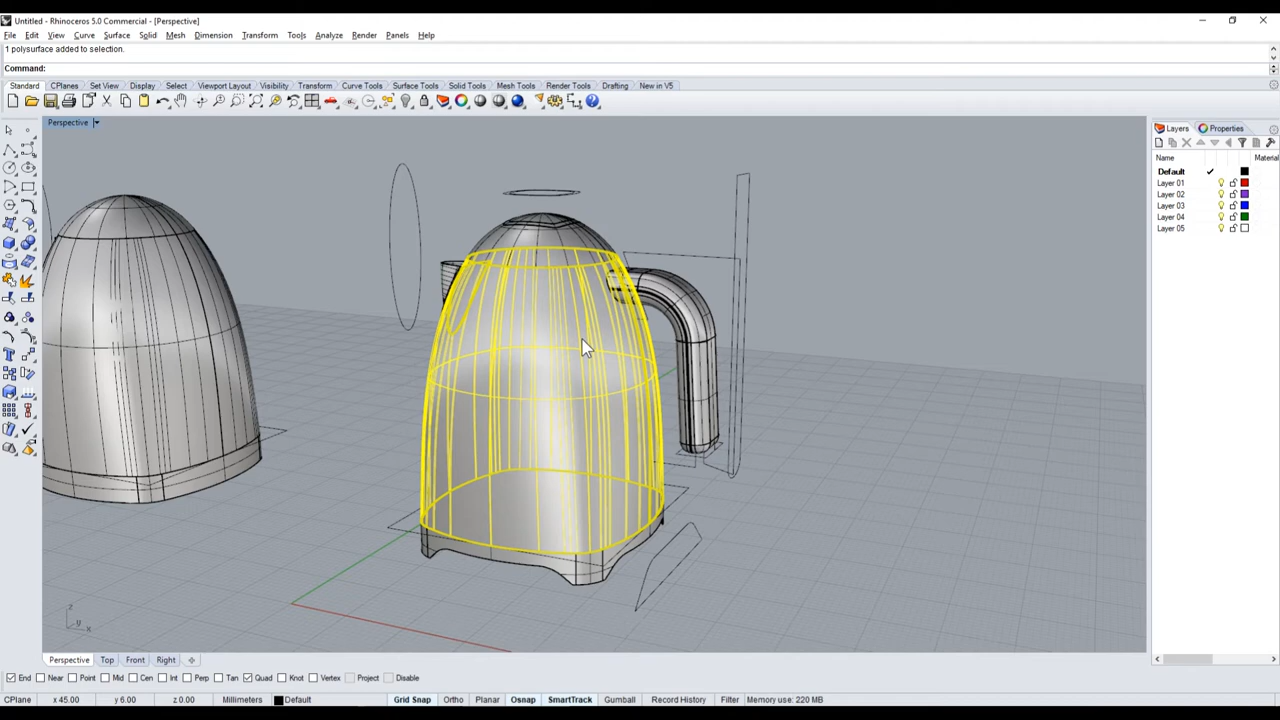 Untitled - Rhinoceros 5.0 Commercial - [Perspective]
File Edit View Curve Surface Solid Mesh Dimension Transform Tools Analyze Render Panels Help
1 polysurface added to selection.
Command:
Standard CPlanes Set View Display Select Viewport Layout Visibility Transform Curve Tools Surface Tools Solid Tools Mesh Tools Render Tools Drafting New in V5
Perspective
Layers Properties
Name Material
Default
Layer 01
Layer 02
Layer 03
Layer 04
Layer 05
z
y
x
Perspective Top Front Right
End Near Point Mid Cen Int Perp Tan Quad Knot Vertex Project Disable
CPlane x 45.00 y 6.00 z 0.00 Millimeters Default Grid Snap Ortho Planar Osnap SmartTrack Gumball Record History Filter Memory use: 220 MB